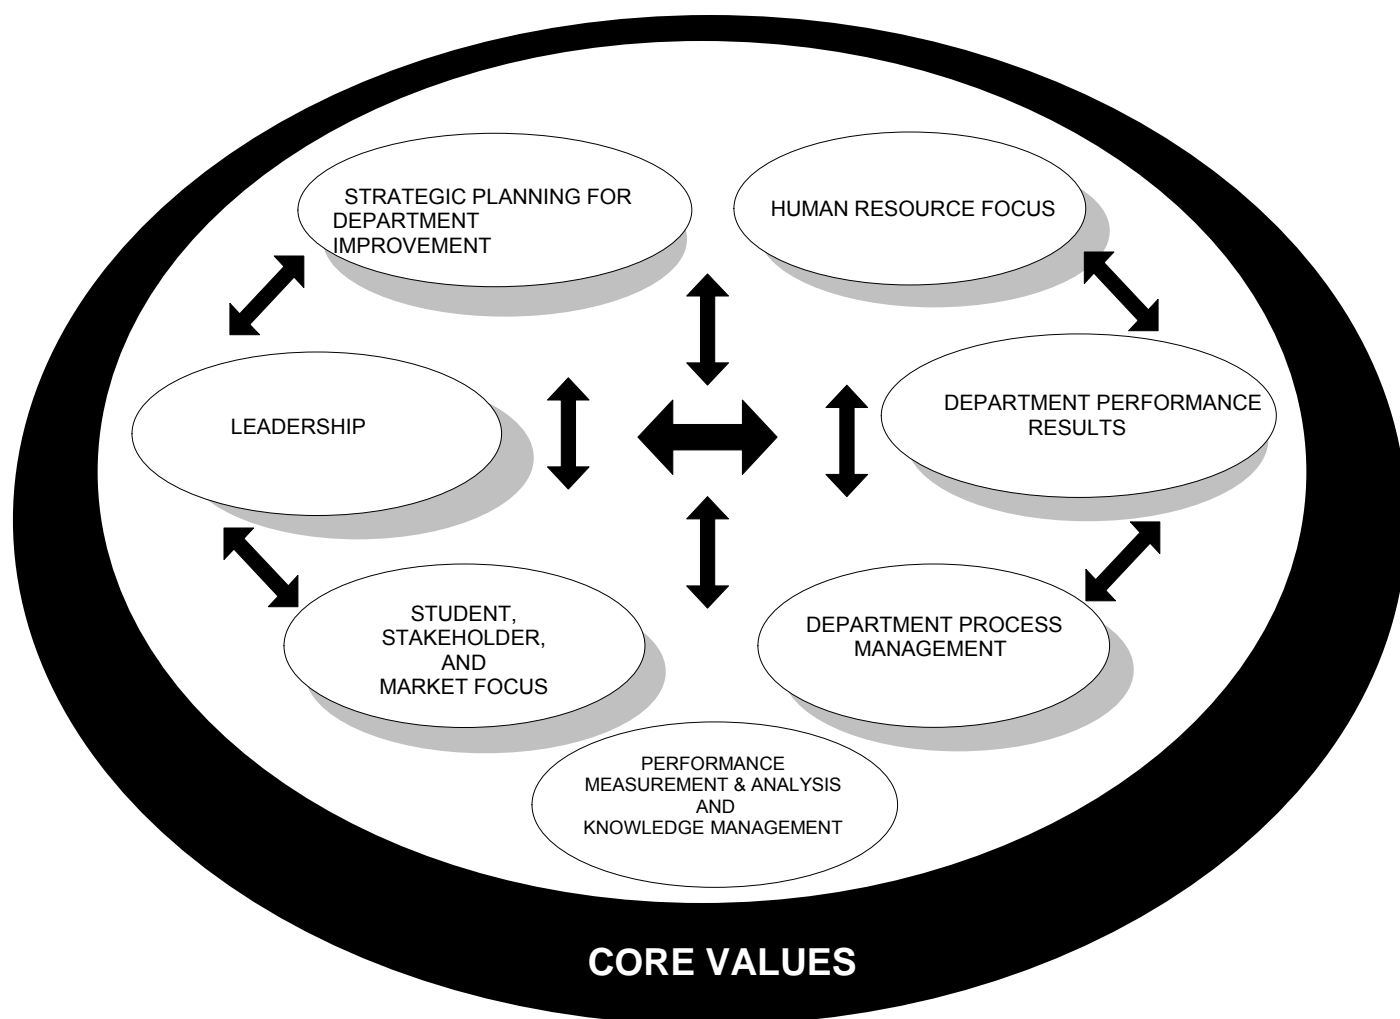 STRATEGIC PLANNING FOR
DEPARTMENT
IMPROVEMENT
HUMAN RESOURCE FOCUS
LEADERSHIP
DEPARTMENT PERFORMANCE
RESULTS
STUDENT,
STAKEHOLDER,
AND
MARKET FOCUS
DEPARTMENT PROCESS
MANAGEMENT
PERFORMANCE
MEASUREMENT & ANALYSIS
AND
KNOWLEDGE MANAGEMENT
CORE VALUES